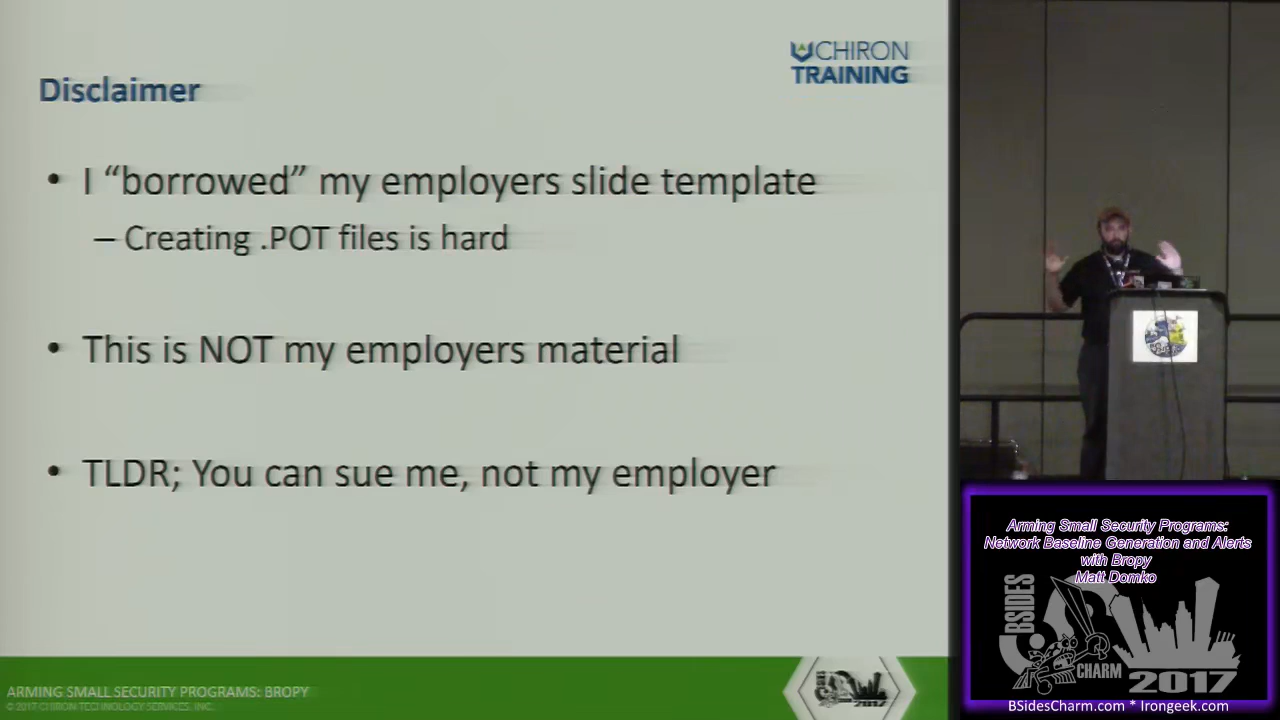 CHIRON
TRAINING
Disclaimer
• I “borrowed” my employers slide template
– Creating .POT files is hard
• This is NOT my employers material
• TLDR; You can sue me, not my employer
ARMING SMALL SECURITY PROGRAMS: BROPY
© 2017 CHIRON TECHNOLOGY SERVICES, INC.
2017
Arming Small Security Programs:
Network Baseline Generation and Alerts
with Bropy
Matt Domko
BSIDES
CHARM
2017
BSidesCharm.com * Irongeek.com